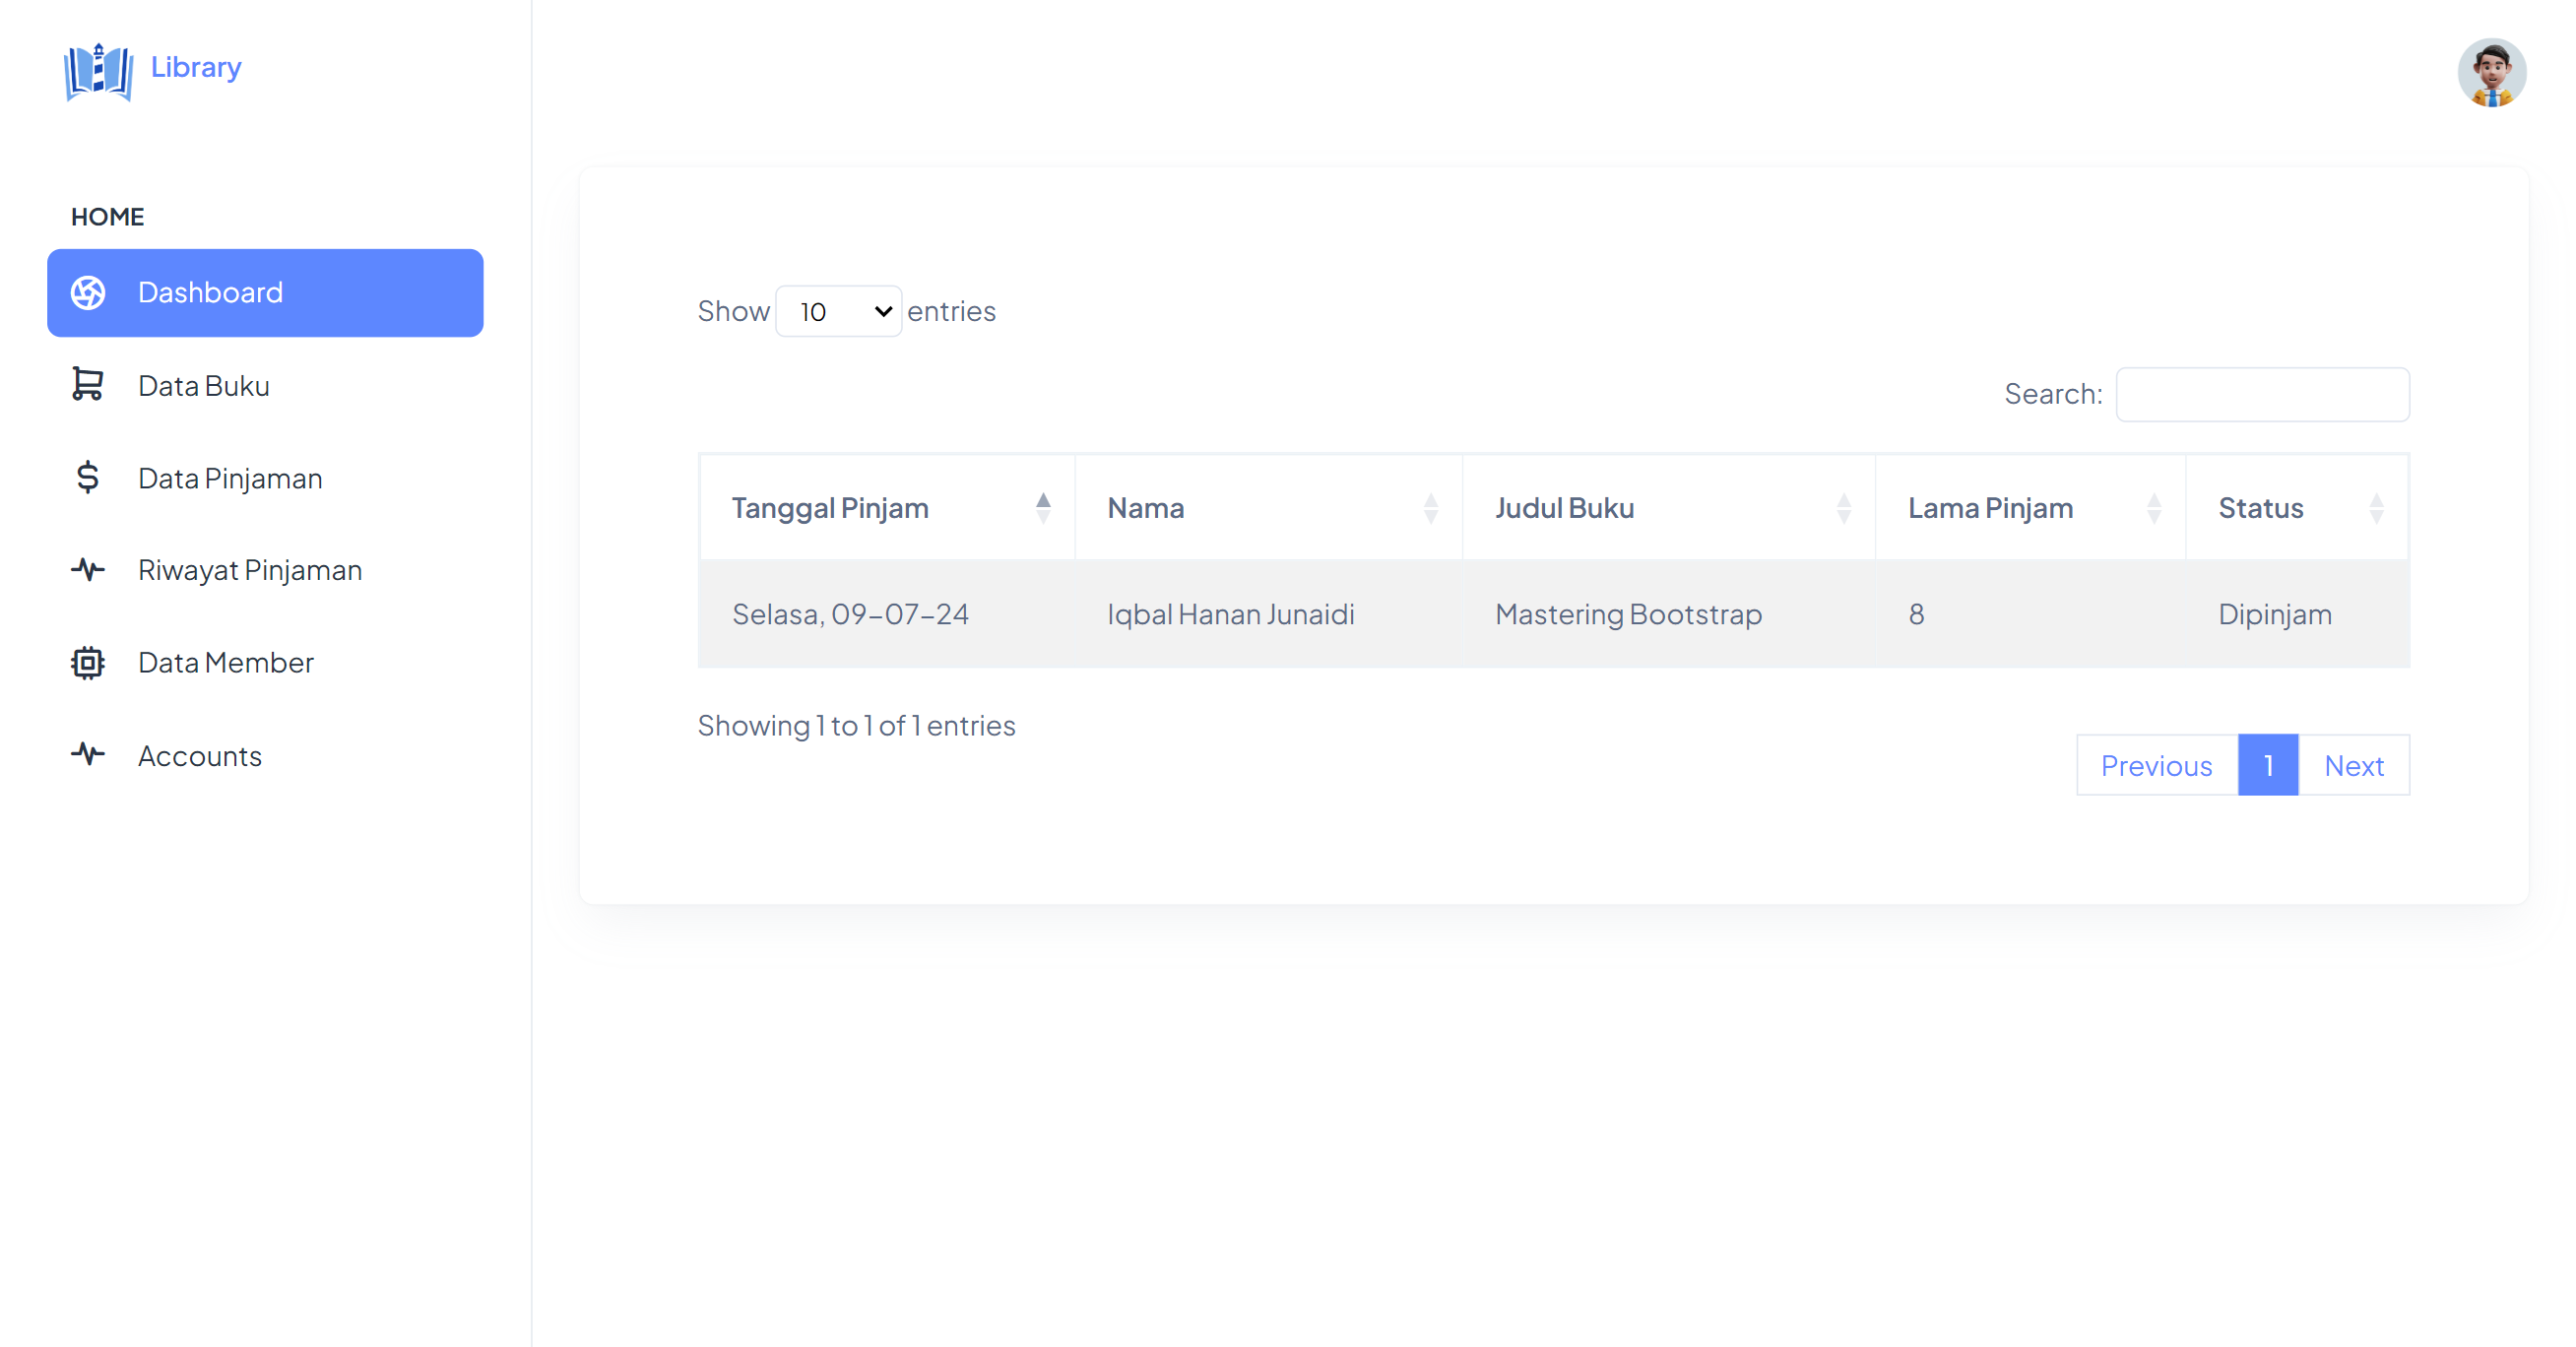 Library
HOME
Dashboard
Data Buku
Data Pinjaman
Riwayat Pinjaman
Data Member
Accounts
Show 10 entries
Search:
Tanggal Pinjam Nama Judul Buku Lama Pinjam Status
Selasa, 09-07-24 Iqbal Hanan Junaidi Mastering Bootstrap 8 Dipinjam
Showing 1 to 1 of 1 entries
Previous 1 Next